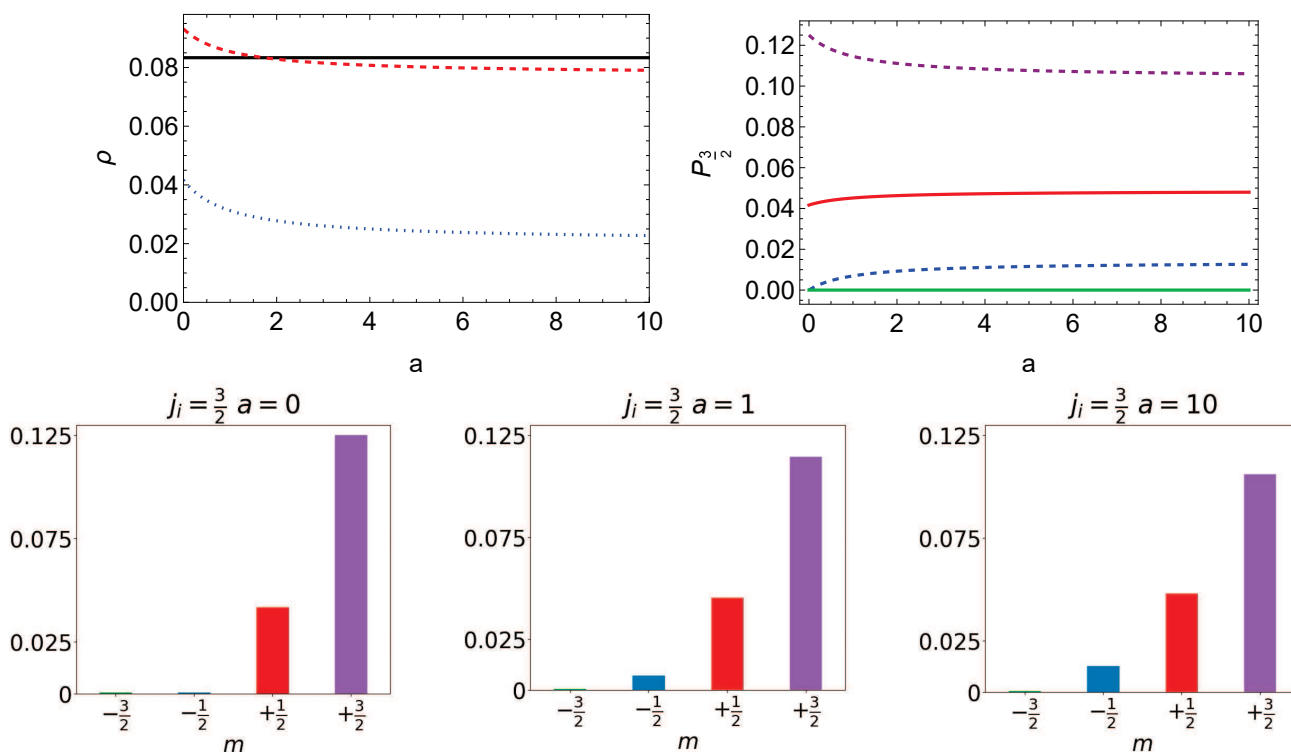 0.08
0.06
0.04
0.02
0.00
ρ
0 2 4 6 8 10
a
0.12
0.10
0.08
0.06
0.04
0.02
0.00
P 3/2
0 2 4 6 8 10
a
j_i = 3/2 a = 0
0.125
0.075
0.025
0
−3/2 −1/2 +1/2 +3/2
m
j_i = 3/2 a = 1
0.125
0.075
0.025
0
−3/2 −1/2 +1/2 +3/2
m
j_i = 3/2 a = 10
0.125
0.075
0.025
0
−3/2 −1/2 +1/2 +3/2
m